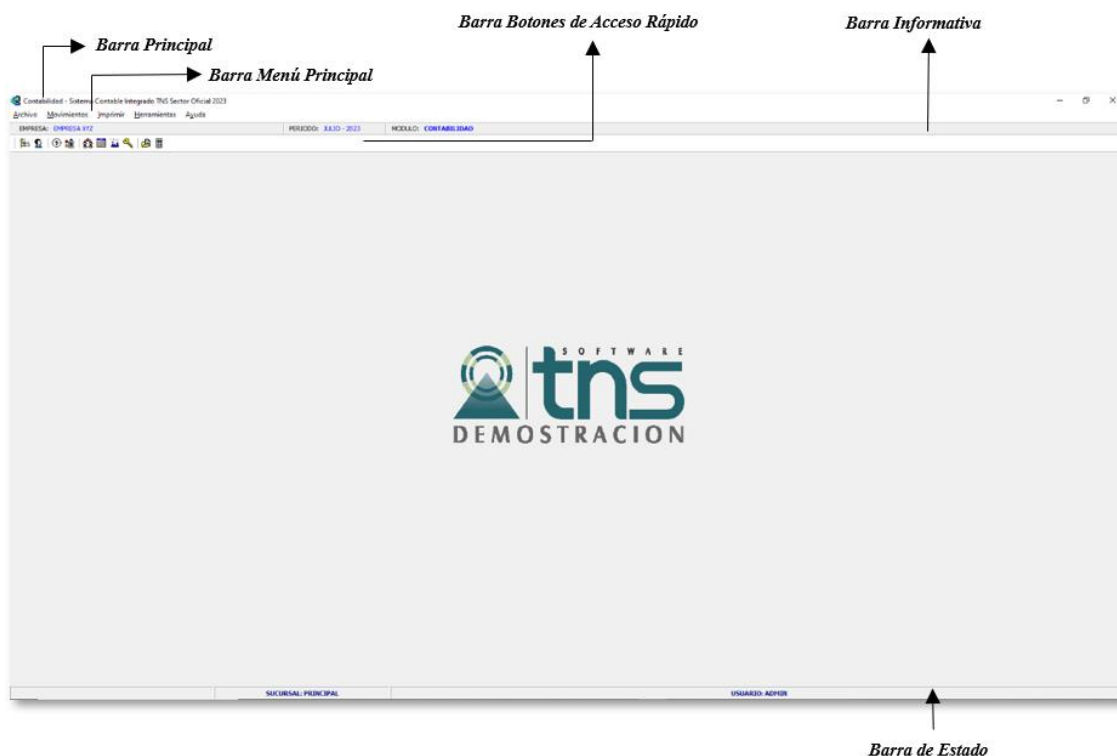 Barra Botones de Acceso Rápido
Barra Informativa
Barra Principal
Barra Menú Principal
Contabilidad - Sistema Contable Integrado TNS Sector Oficial 2023
Archivo Movimientos Imprimir Herramientas Ayuda
EMPRESA: EMPRESA XYZ PERIODO: JULIO - 2023 MODULO: CONTABILIDAD
SOFTWARE
tns
DEMOSTRACION
SUCURSAL: PRINCIPAL USUARIO: ADMIN
Barra de Estado